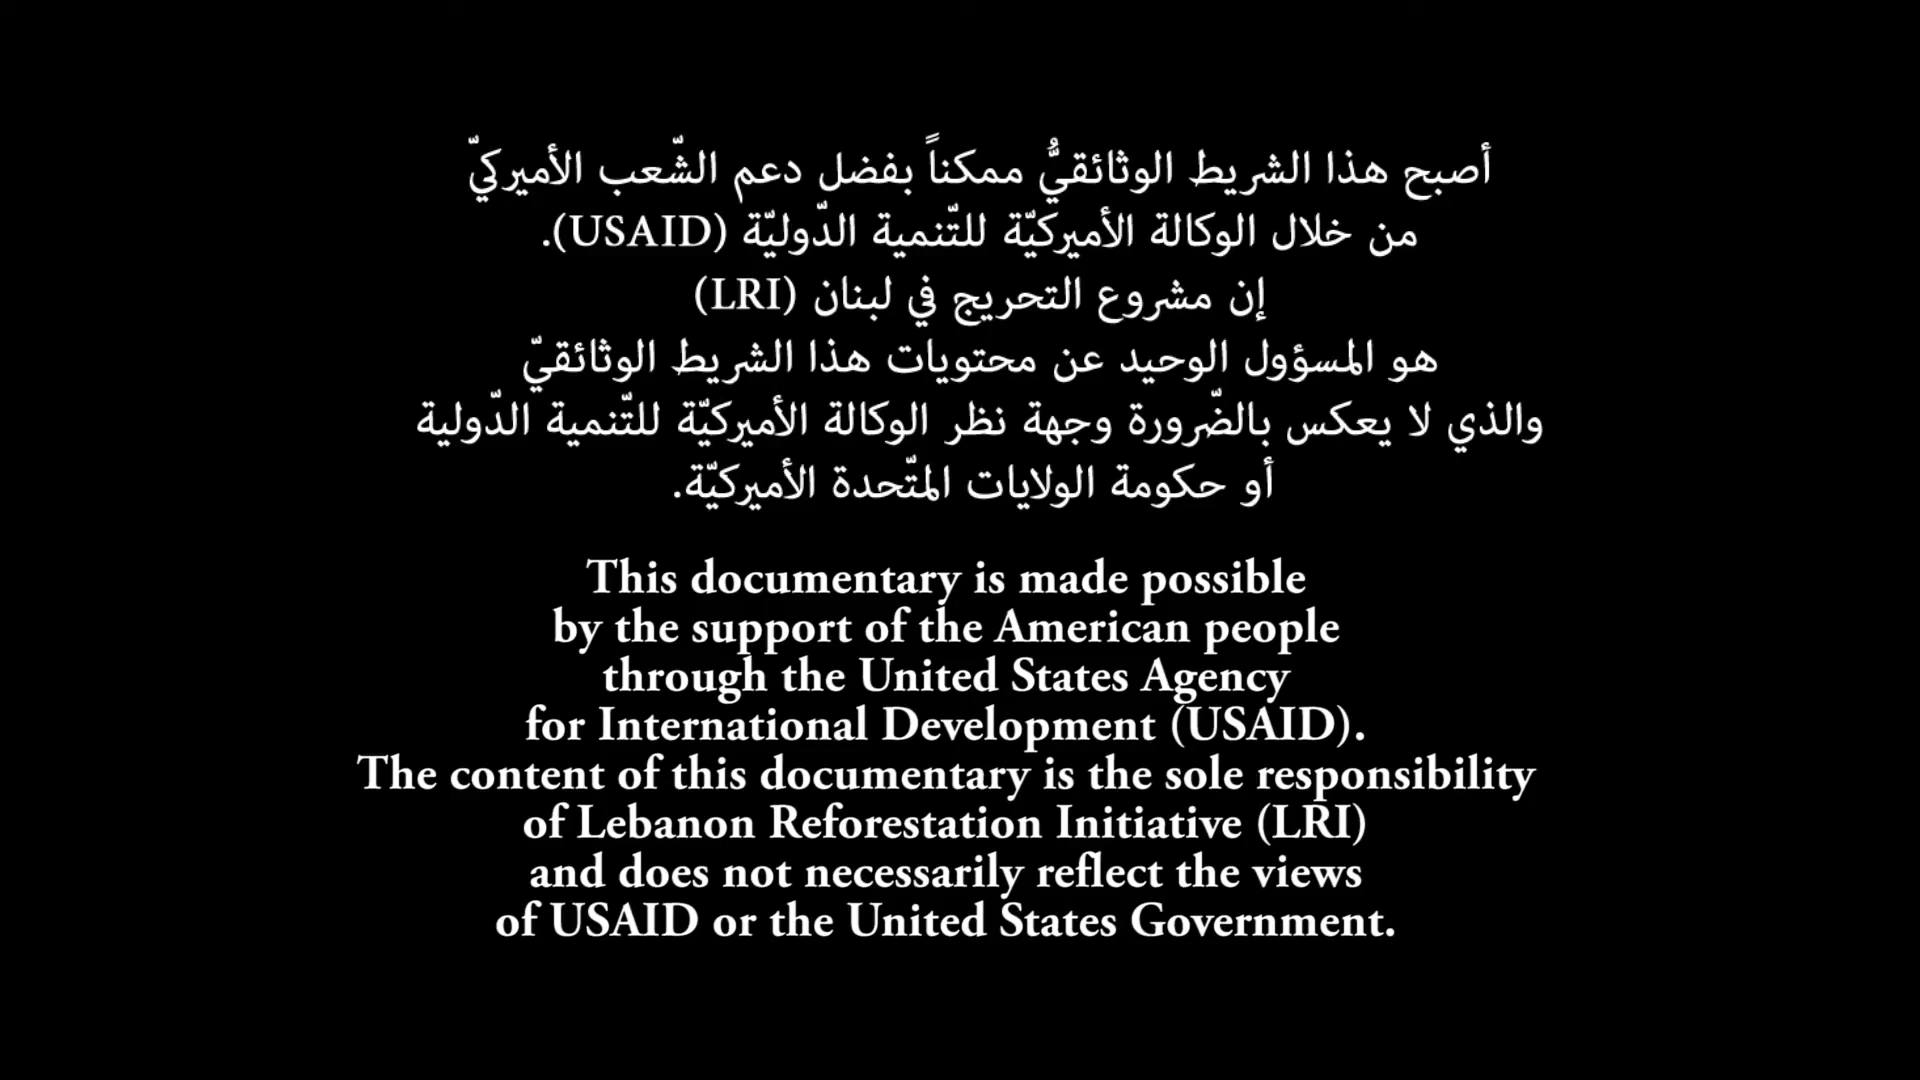 أصبح هذا الشريط الوثائقيُّ ممكناً بفضل دعم الشّعب الأميركيّ
من خلال الوكالة الأميركيّة للتّنمية الدّوليّة (USAID).
إن مشروع التحريج في لبنان (LRI)
هو المسؤول الوحيد عن محتويات هذا الشريط الوثائقيّ
والذي لا يعكس بالضّرورة وجهة نظر الوكالة الأميركيّة للتّنمية الدّولية
أو حكومة الولايات المتّحدة الأميركيّة.
This documentary is made possible
by the support of the American people
through the United States Agency
for International Development (USAID).
The content of this documentary is the sole responsibility
of Lebanon Reforestation Initiative (LRI)
and does not necessarily reflect the views
of USAID or the United States Government.